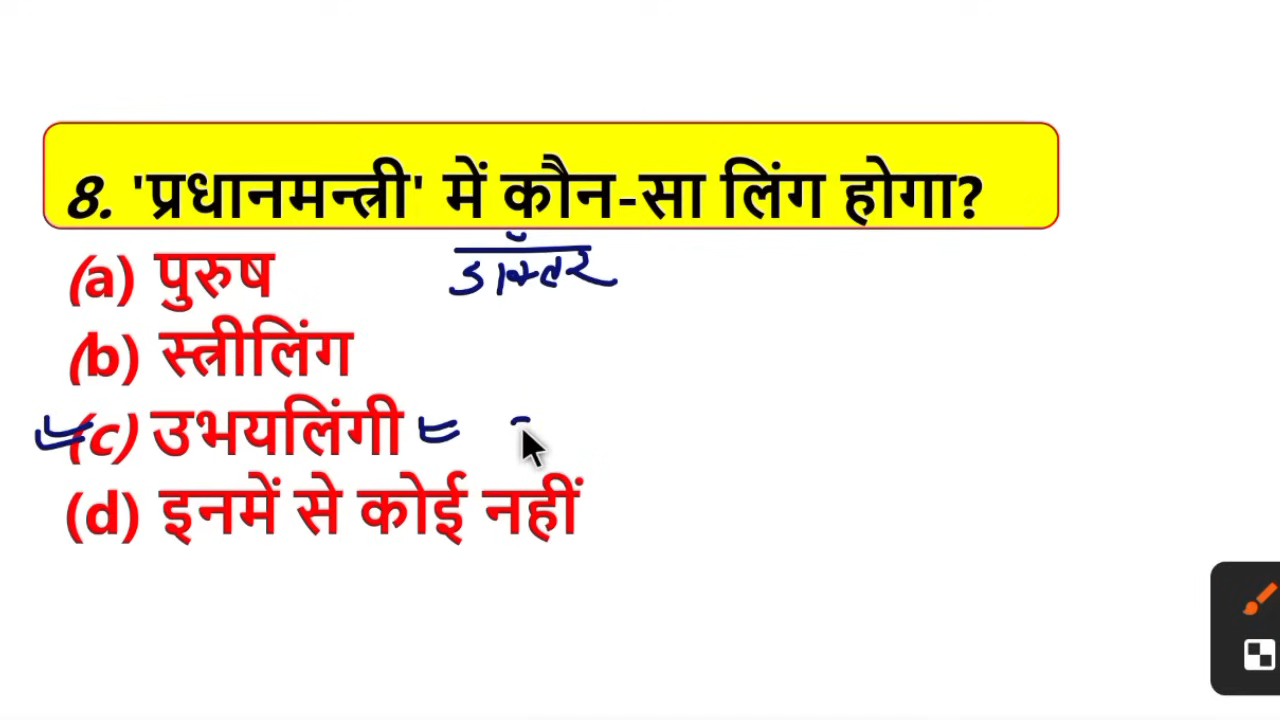 8. 'प्रधानमन्त्री' में कौन-सा लिंग होगा?
(a) पुरुष
डॉक्टर
(b) स्त्रीलिंग
(c) उभयलिंगी
(d) इनमें से कोई नहीं